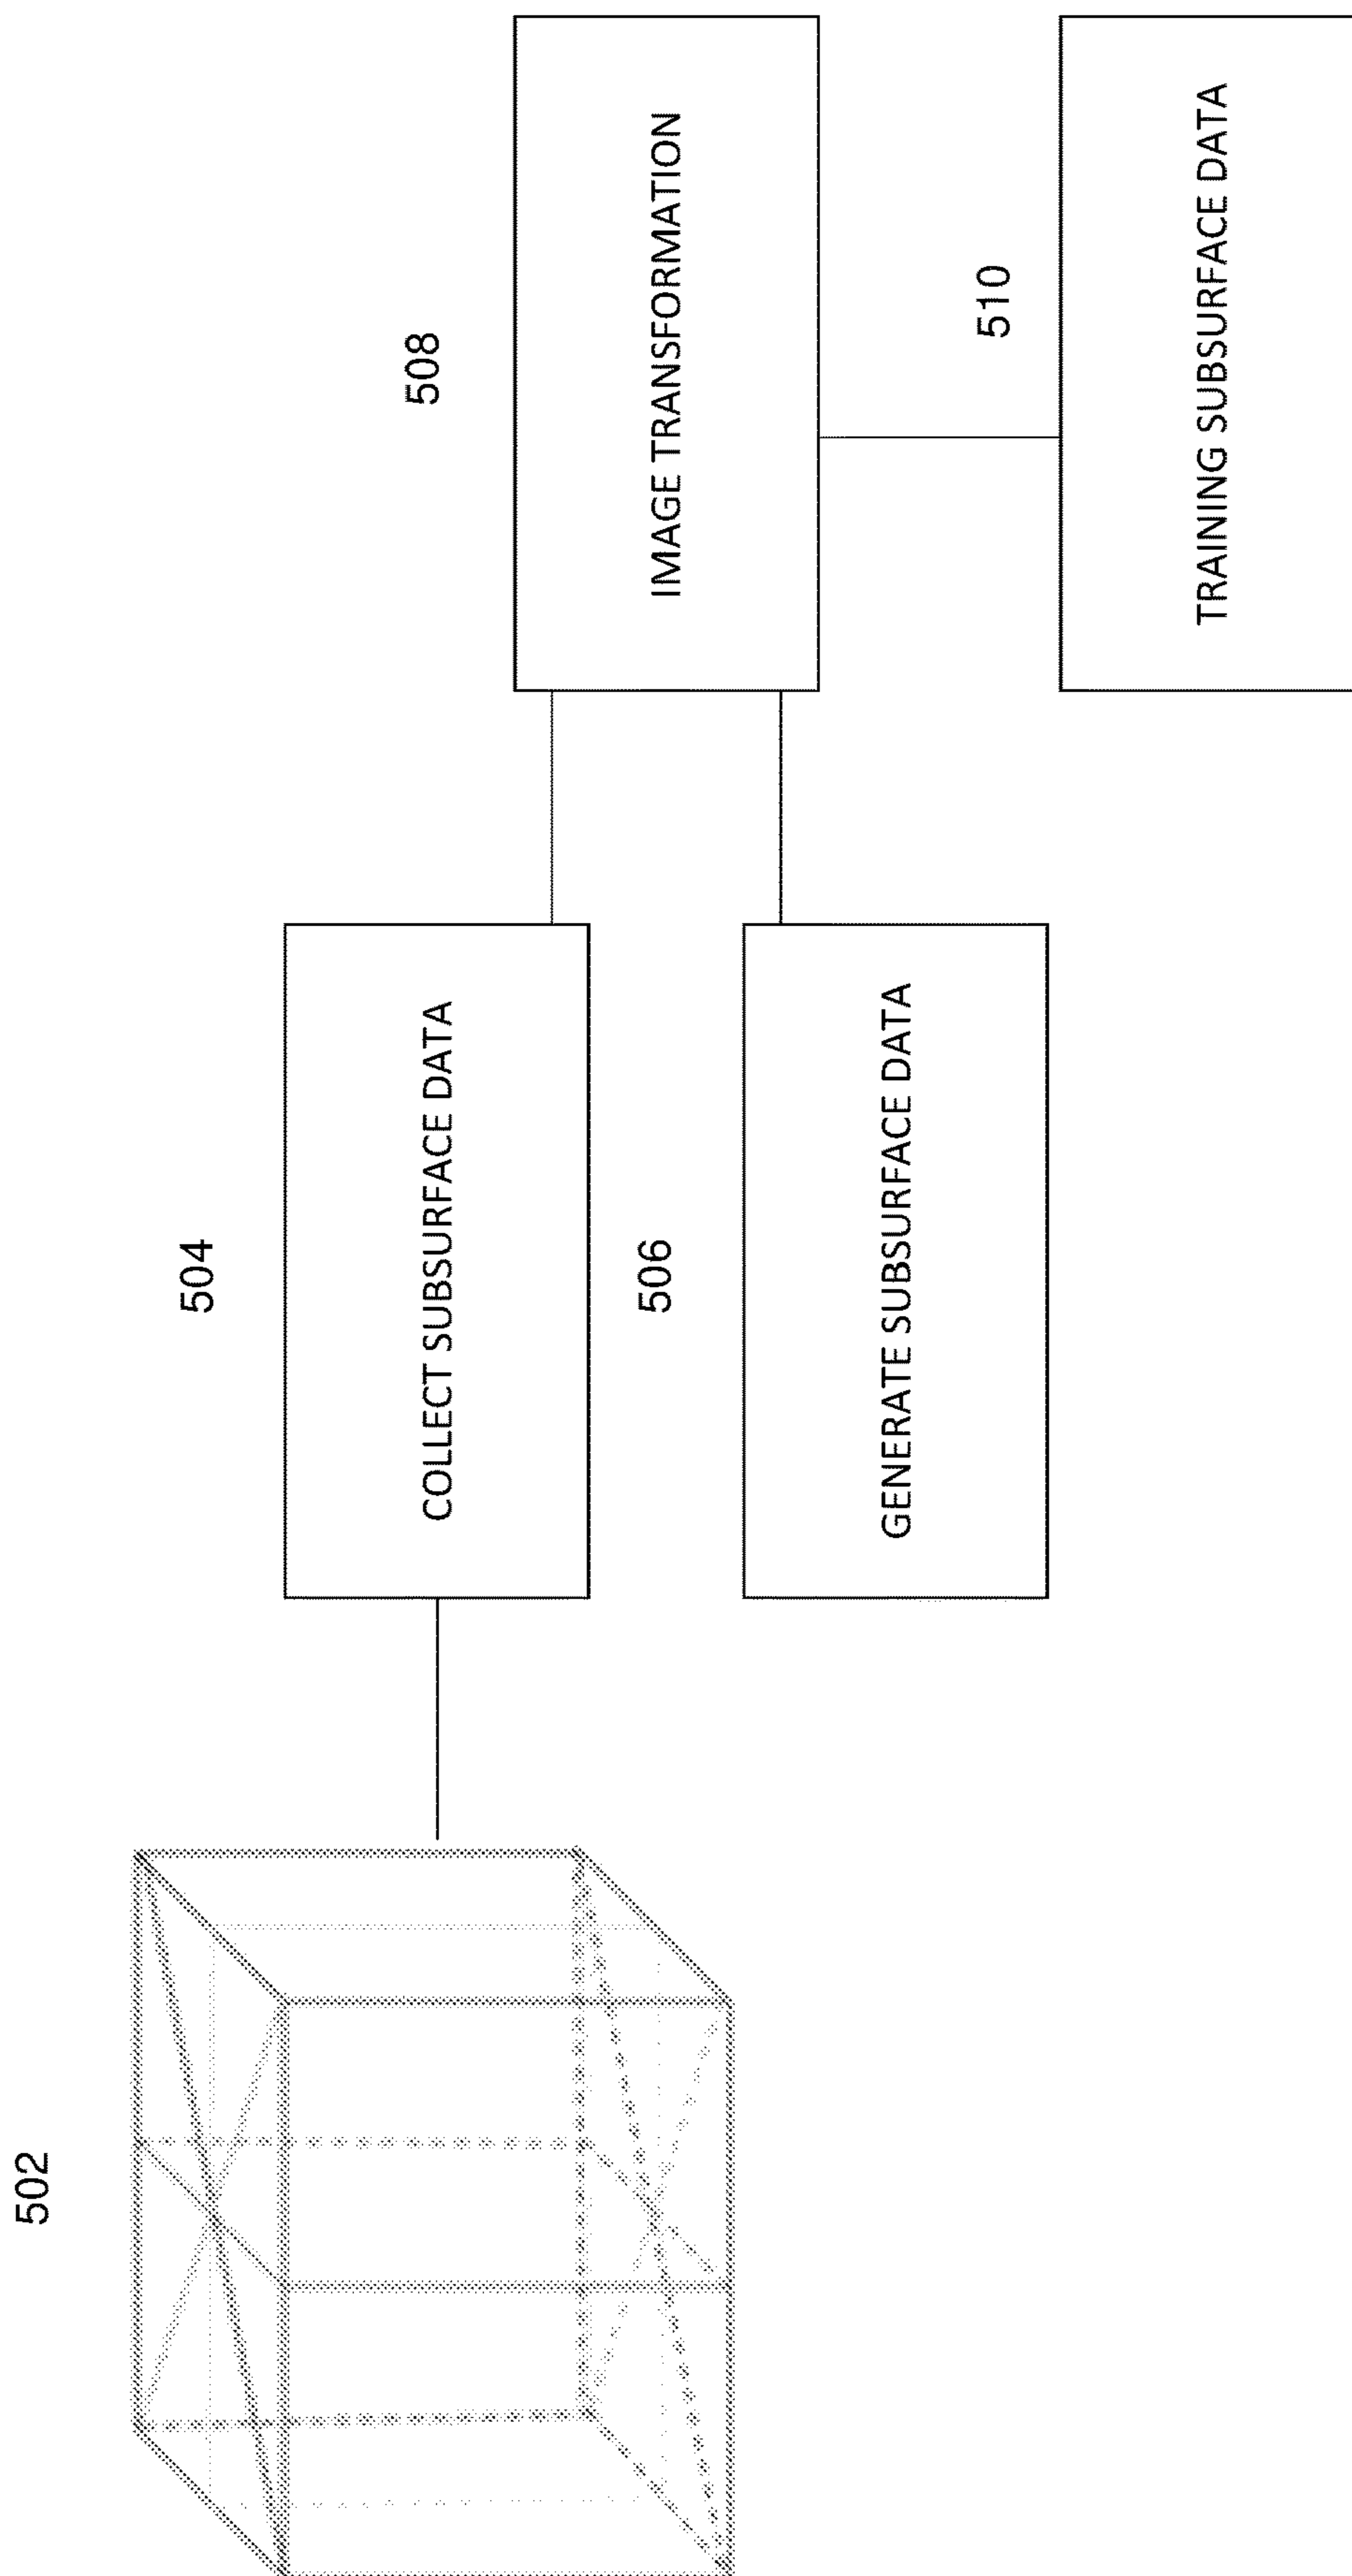 502
504
COLLECT SUBSURFACE DATA
506
GENERATE SUBSURFACE DATA
508
IMAGE TRANSFORMATION
510
TRAINING SUBSURFACE DATA